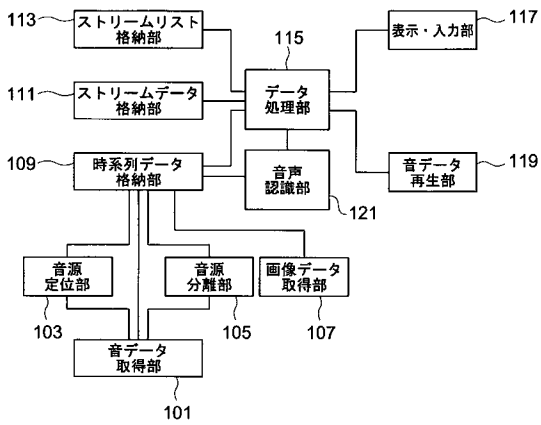 113
ストリームリスト
格納部
115
117
表示・入力部
111
ストリームデータ
格納部
データ
処理部
109
時系列データ
格納部
音声
認識部
121
音データ
再生部
119
音源
定位部
103
音源
分離部
105
画像データ
取得部
107
音データ
取得部
101